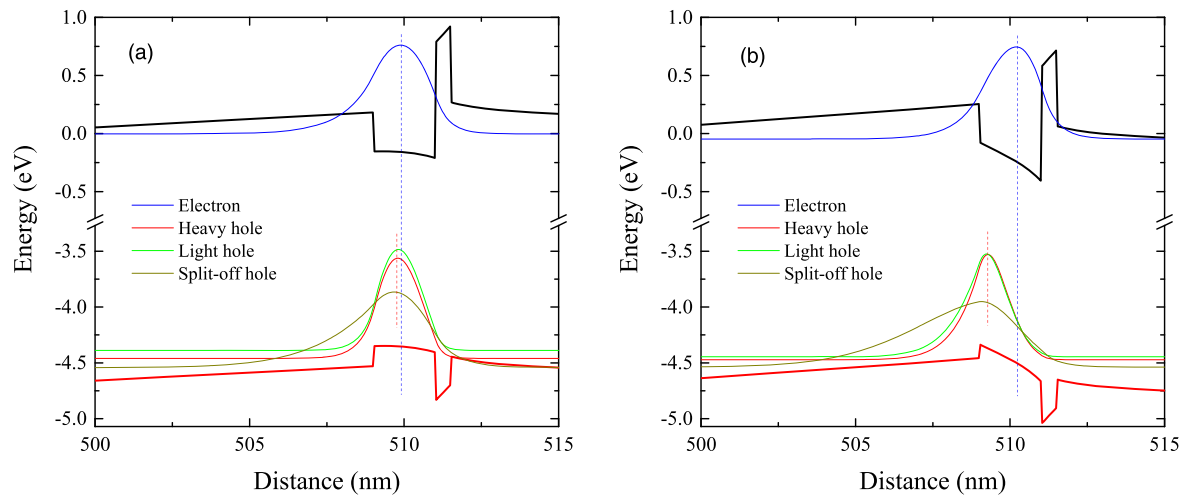 (a)
Energy (eV)
1.0
0.5
0.0
-0.5
-3.5
-4.0
-4.5
-5.0
Electron
Heavy hole
Light hole
Split-off hole
500
505
510
515
Distance (nm)
(b)
Energy (eV)
1.0
0.5
0.0
-0.5
-3.5
-4.0
-4.5
-5.0
Electron
Heavy hole
Light hole
Split-off hole
500
505
510
515
Distance (nm)